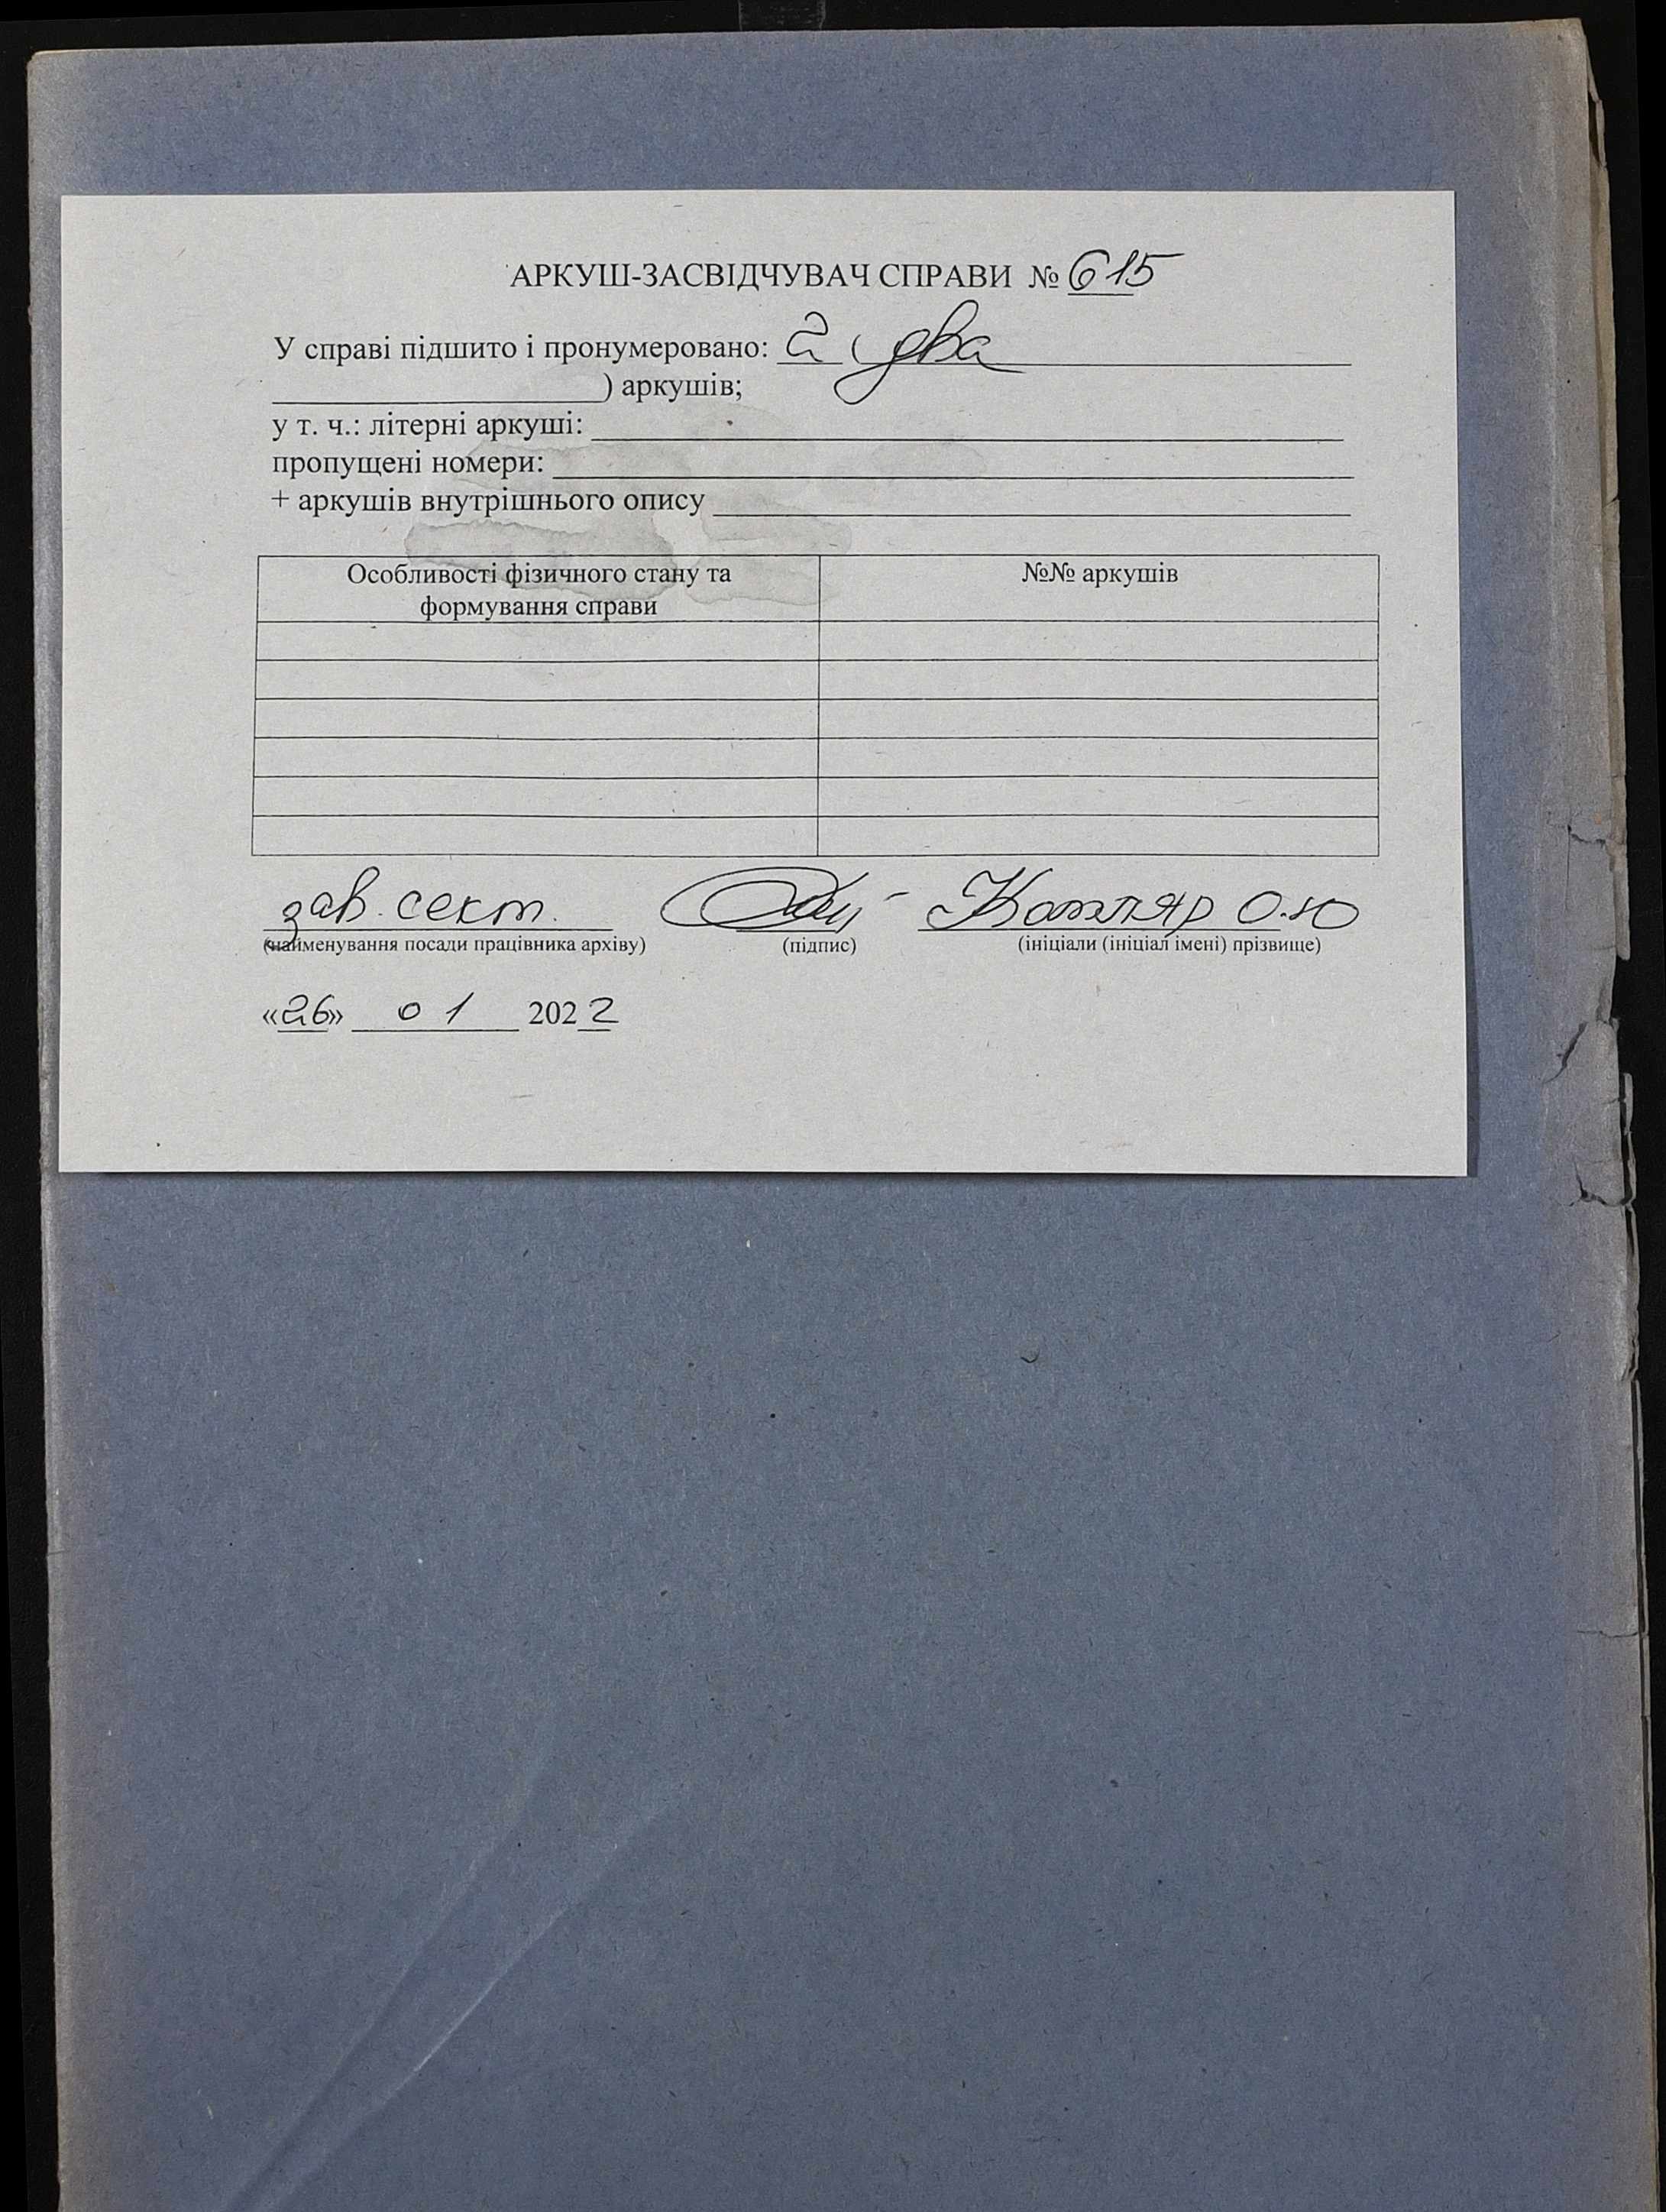 АРКУШ-ЗАСВІДЧУВАЧ СПРАВИ № 615
У справі підшито і пронумеровано: 2 ( два
) аркушів;
у т. ч.: літерні аркуші:
пропущені номери:
+ аркушів внутрішнього опису
Особливості фізичного стану та
формування справи
№№ аркушів
зав. сект. Котляр О.Ю
(найменування посади працівника архіву) (підпис) (ініціали (ініціал імені) прізвище)
«26» 01 2022